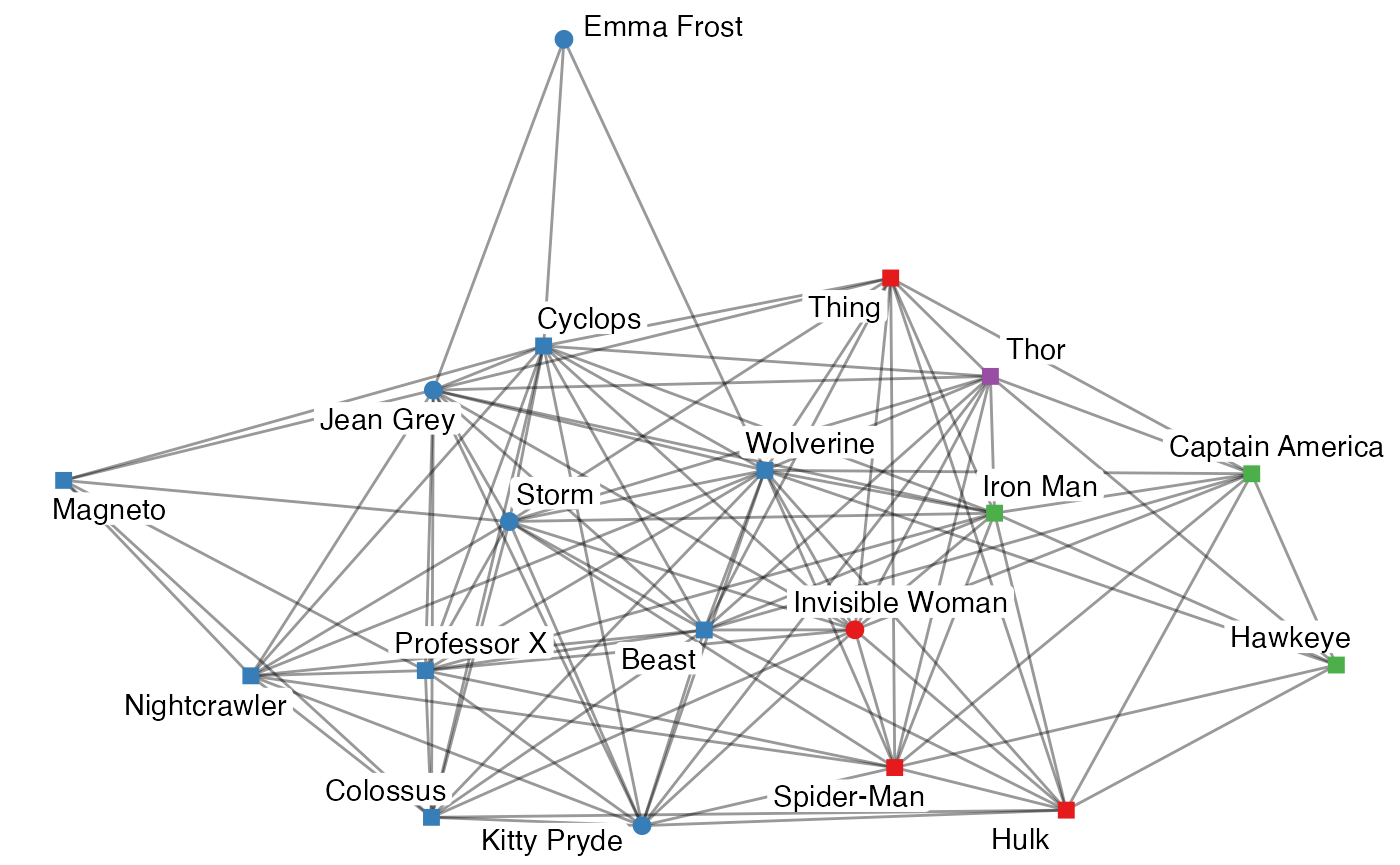 Emma Frost
Thing
Cyclops
Thor
Jean Grey
Wolverine
Captain America
Storm
Iron Man
Magneto
Invisible Woman
Professor X
Beast
Hawkeye
Nightcrawler
Colossus
Spider-Man
Kitty Pryde
Hulk